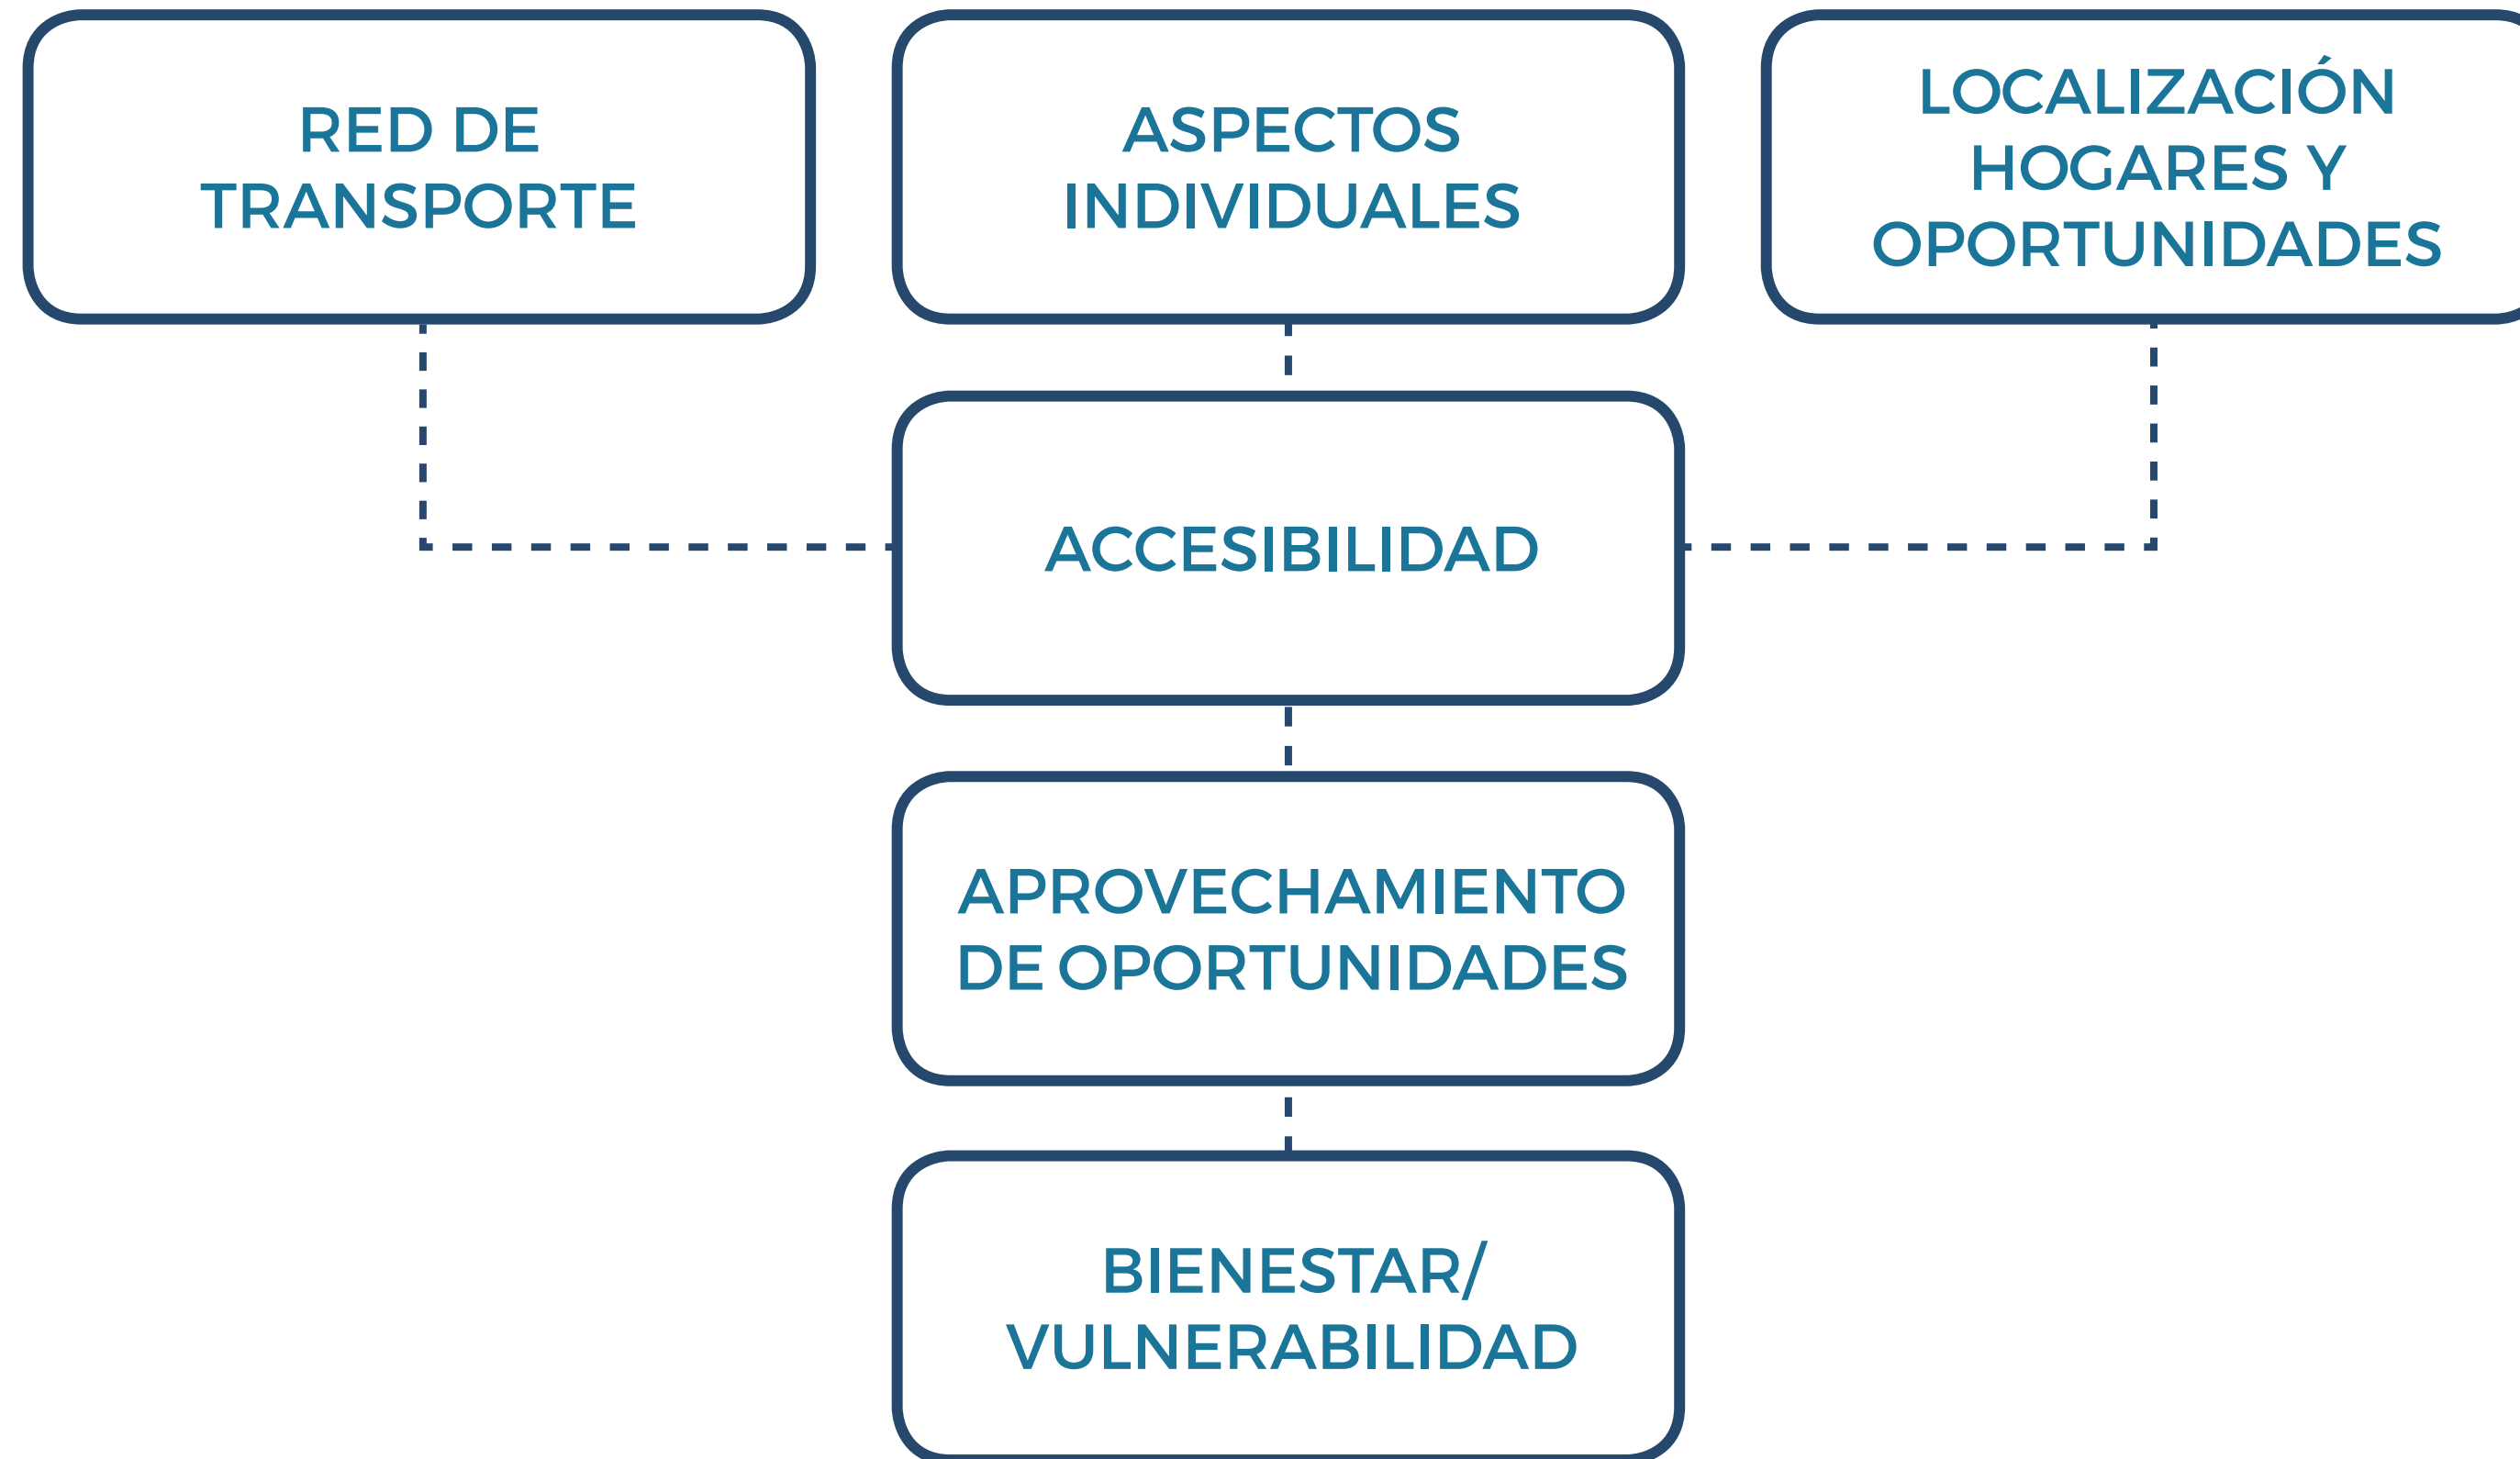 RED DE
TRANSPORTE
ASPECTOS
INDIVIDUALES
LOCALIZACIÓN
HOGARES Y
OPORTUNIDADES
ACCESIBILIDAD
APROVECHAMIENTO
DE OPORTUNIDADES
BIENESTAR/
VULNERABILIDAD